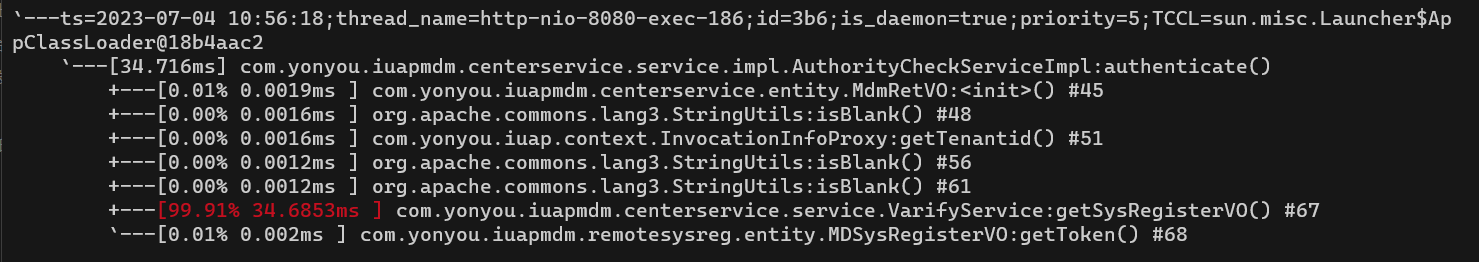 `---ts=2023-07-04 10:56:18;thread_name=http-nio-8080-exec-186;id=3b6;is_daemon=true;priority=5;TCCL=sun.misc.Launcher$Ap
pClassLoader@18b4aac2
    `---[34.716ms] com.yonyou.iuapmdm.centerservice.service.impl.AuthorityCheckServiceImpl:authenticate()
        +---[0.01% 0.0019ms ] com.yonyou.iuapmdm.centerservice.entity.MdmRetVO:<init>() #45
        +---[0.00% 0.0016ms ] org.apache.commons.lang3.StringUtils:isBlank() #48
        +---[0.00% 0.0016ms ] com.yonyou.iuap.context.InvocationInfoProxy:getTenantid() #51
        +---[0.00% 0.0012ms ] org.apache.commons.lang3.StringUtils:isBlank() #56
        +---[0.00% 0.0012ms ] org.apache.commons.lang3.StringUtils:isBlank() #61
        +---[99.91% 34.6853ms ] com.yonyou.iuapmdm.centerservice.service.VarifyService:getSysRegisterVO() #67
        `---[0.01% 0.002ms ] com.yonyou.iuapmdm.remotesysreg.entity.MDSysRegisterVO:getToken() #68